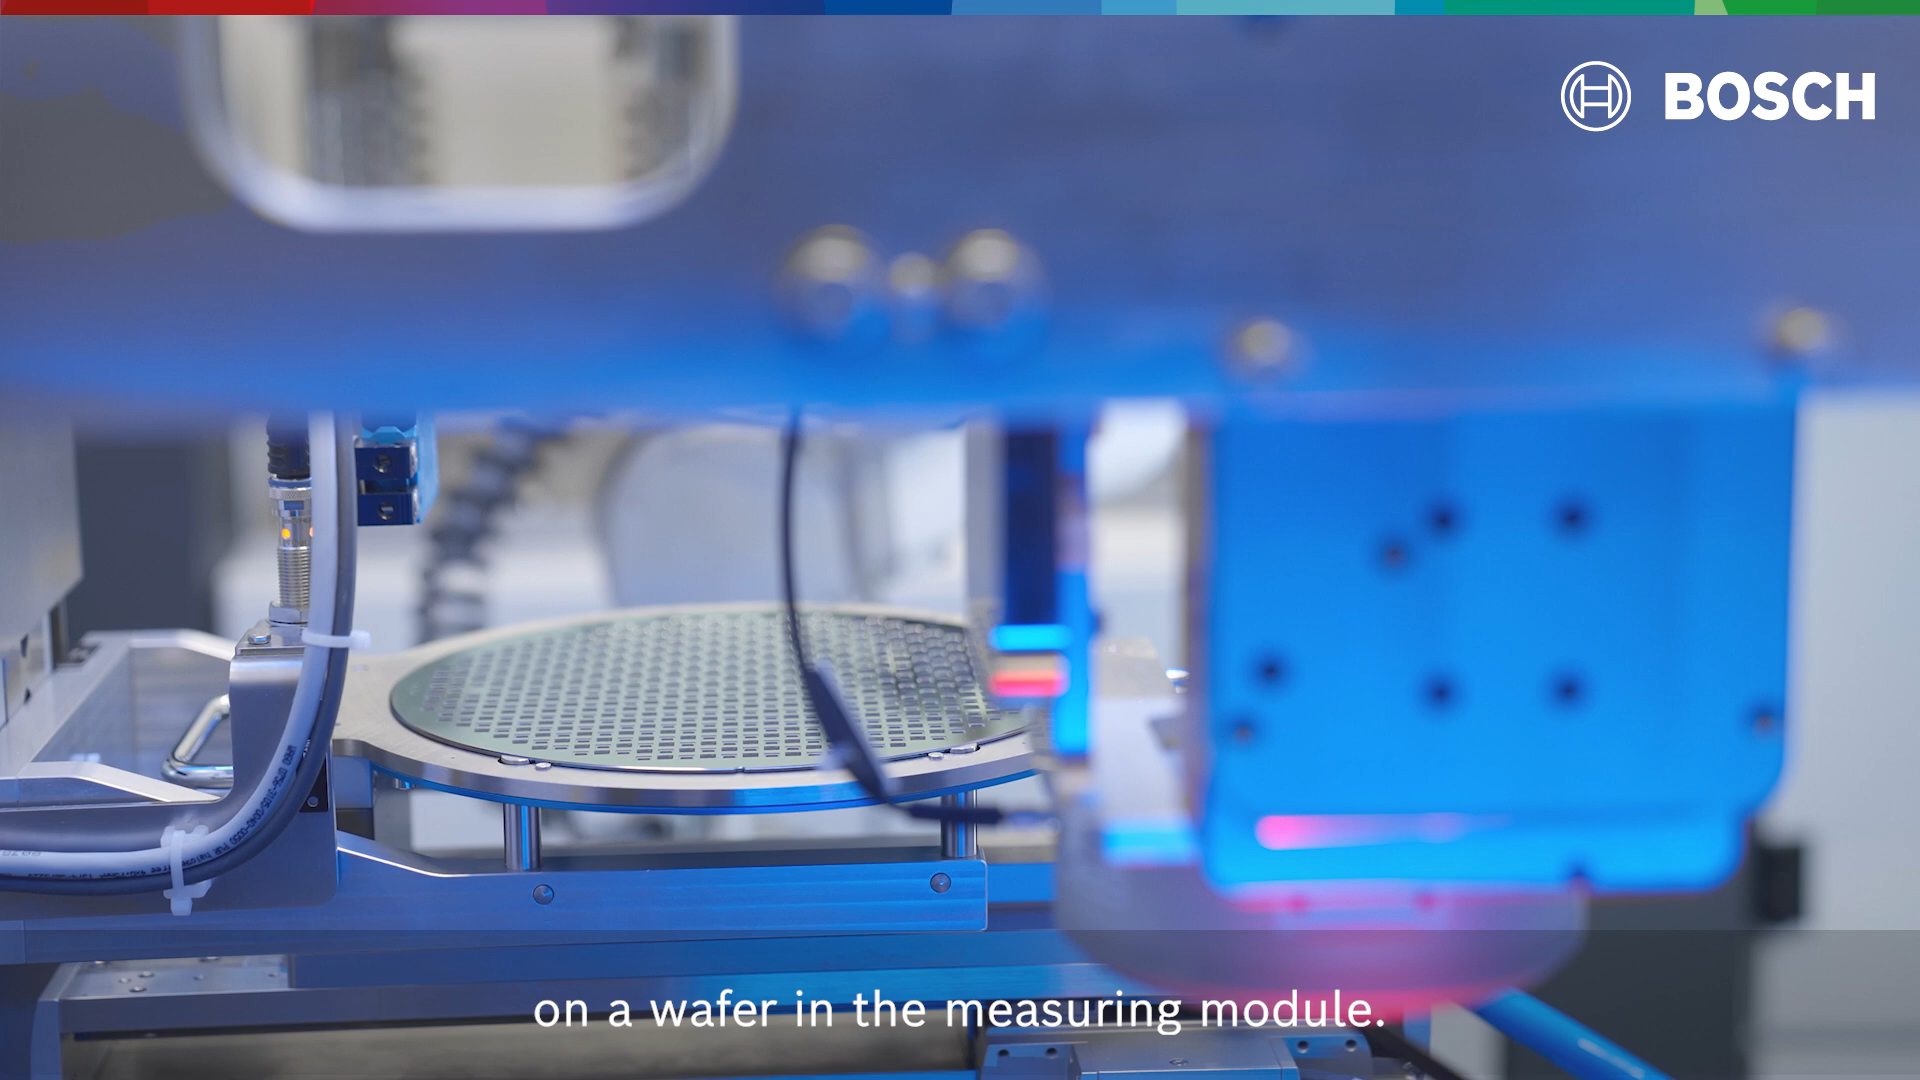 BOSCH
on a wafer in the measuring module.